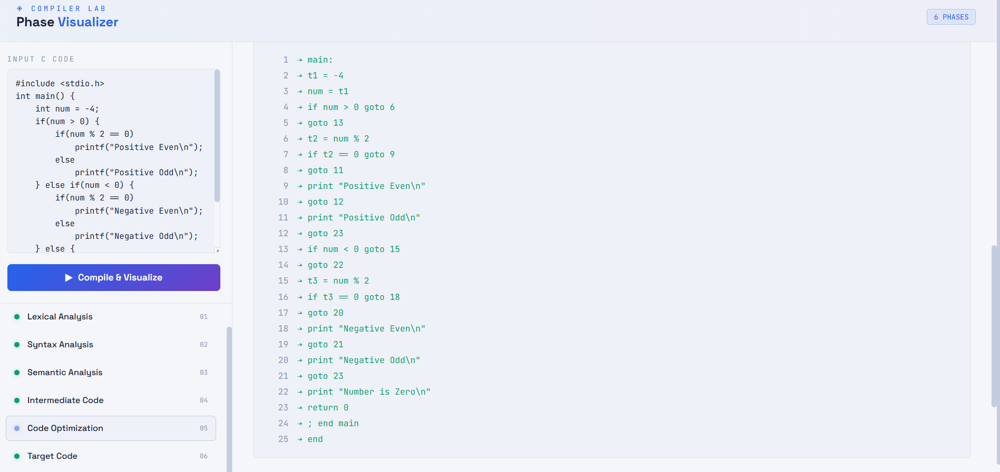 ◈ COMPILER LAB
Phase Visualizer
6 PHASES
INPUT C CODE
#include <stdio.h>
int main() {
    int num = -4;
    if(num > 0) {
        if(num % 2 == 0)
            printf("Positive Even\n");
        else
            printf("Positive Odd\n");
    } else if(num < 0) {
        if(num % 2 == 0)
            printf("Negative Even\n");
        else
            printf("Negative Odd\n");
    } else {
▶ Compile & Visualize
Lexical Analysis 01
Syntax Analysis 02
Semantic Analysis 03
Intermediate Code 04
Code Optimization 05
Target Code 06
1 → main:
2 → t1 = -4
3 → num = t1
4 → if num > 0 goto 6
5 → goto 13
6 → t2 = num % 2
7 → if t2 == 0 goto 9
8 → goto 11
9 → print "Positive Even\n"
10 → goto 12
11 → print "Positive Odd\n"
12 → goto 23
13 → if num < 0 goto 15
14 → goto 22
15 → t3 = num % 2
16 → if t3 == 0 goto 18
17 → goto 20
18 → print "Negative Even\n"
19 → goto 21
20 → print "Negative Odd\n"
21 → goto 23
22 → print "Number is Zero\n"
23 → return 0
24 → ; end main
25 → end